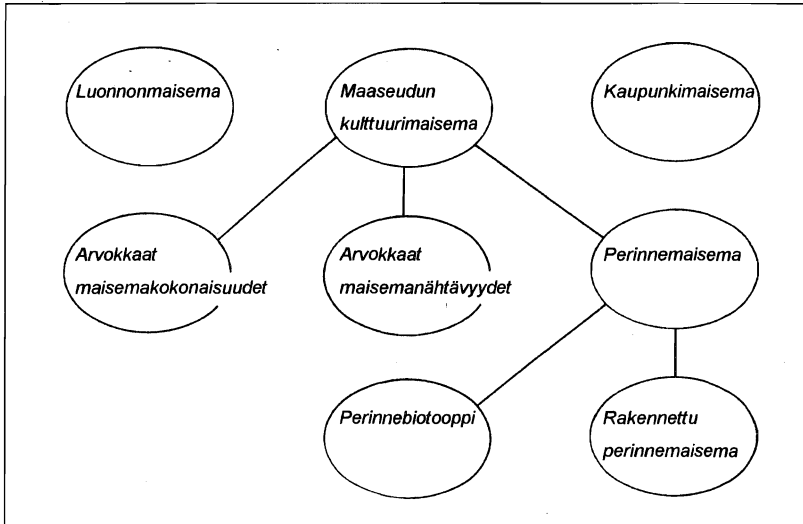 Luonnonmaisema
Maaseudun
kulttuurimaisema
Kaupunkimaisema
Arvokkaat
maisemakokonaisuudet
Arvokkaat
maisemanähtävyydet
Perinnemaisema
Perinnebiotooppi
Rakennettu
perinnemaisema